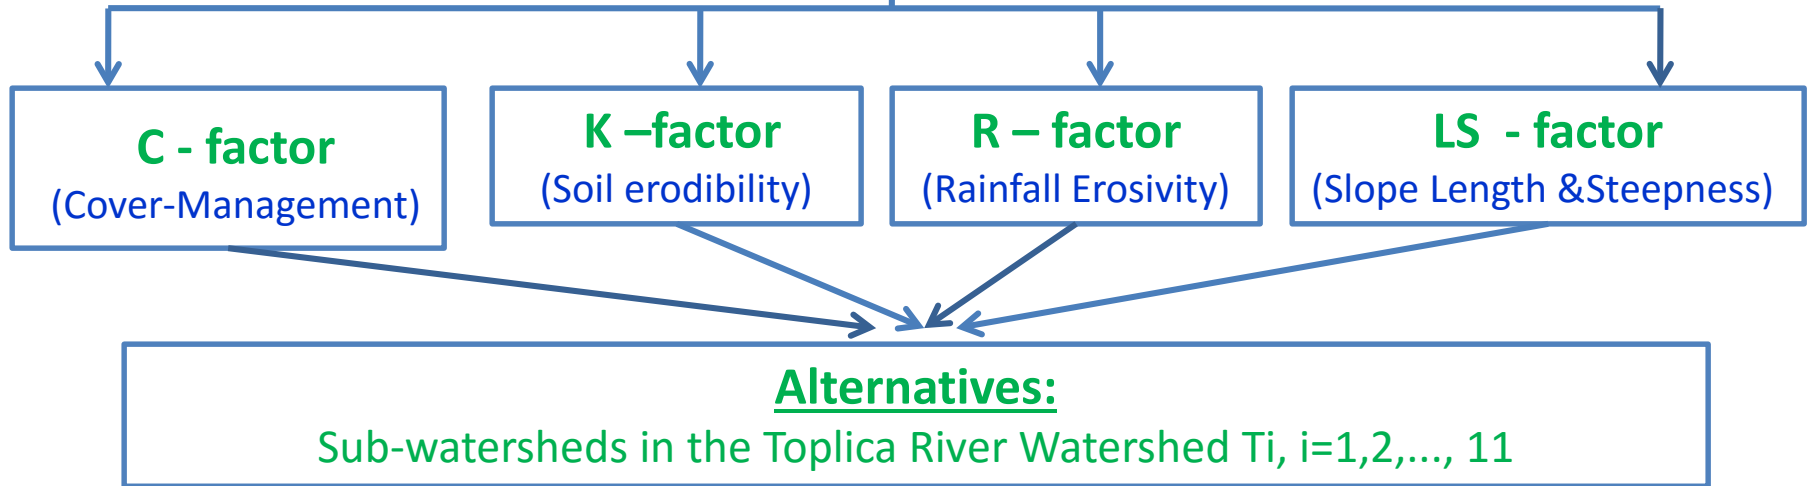 C - factor
(Cover-Management)
K –factor
(Soil erodibility)
R – factor
(Rainfall Erosivity)
LS  - factor
(Slope Length &Steepness)
Alternatives:
Sub-watersheds in the Toplica River Watershed Ti, i=1,2,..., 11